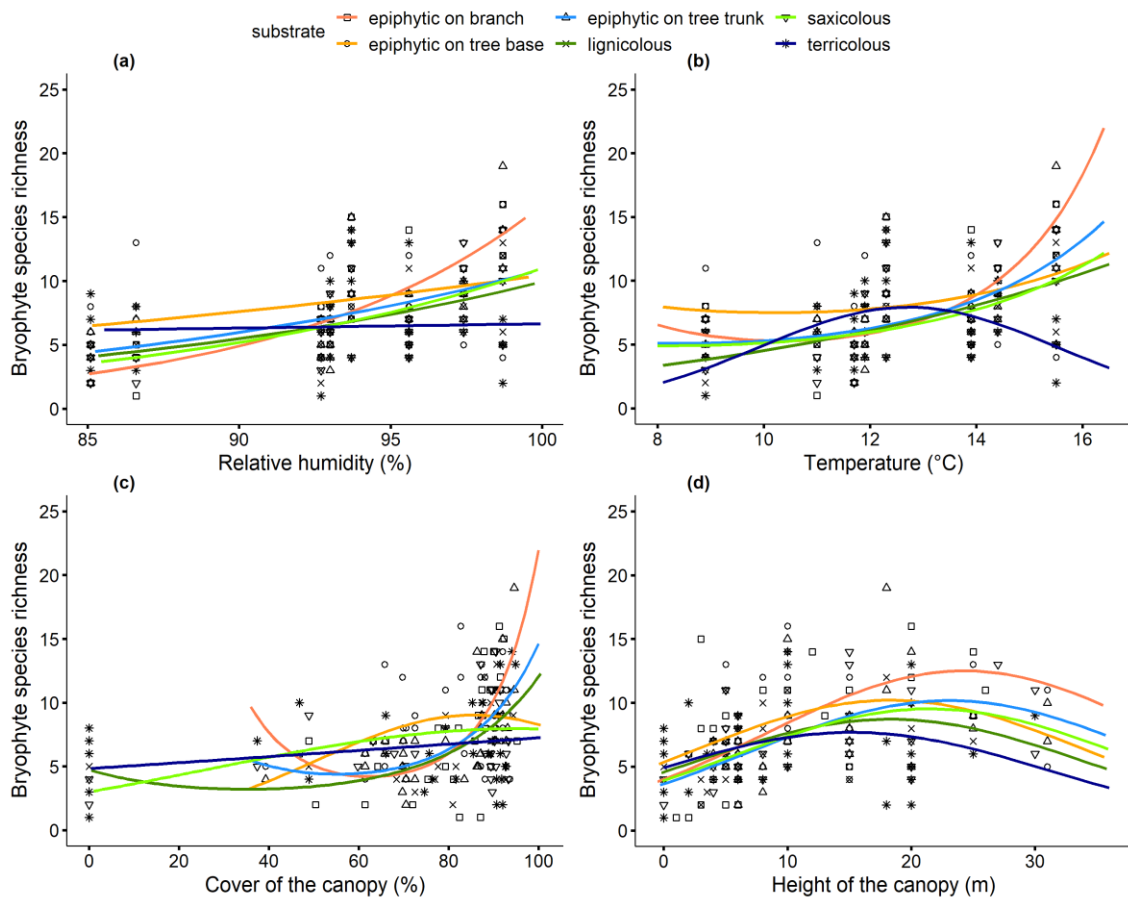 substrate
epiphytic on branch
epiphytic on tree trunk
saxicolous
epiphytic on tree base
lignicolous
terricolous
(a)
Bryophyte species richness
25
20
15
10
5
0
85
90
95
100
Relative humidity (%)
(b)
Bryophyte species richness
25
20
15
10
5
0
8
10
12
14
16
Temperature (°C)
(c)
Bryophyte species richness
25
20
15
10
5
0
0
20
40
60
80
100
Cover of the canopy (%)
(d)
Bryophyte species richness
25
20
15
10
5
0
0
10
20
30
Height of the canopy (m)